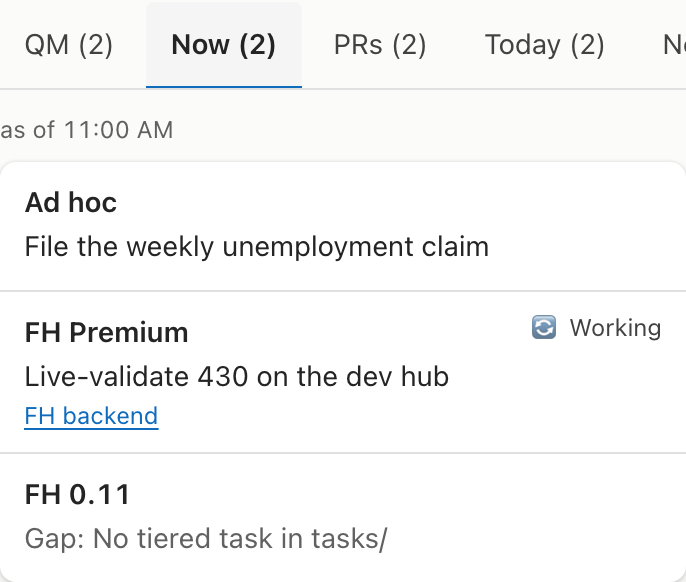 QM (2) Now (2) PRs (2) Today (2)
as of 11:00 AM
Ad hoc
File the weekly unemployment claim
FH Premium
Working
Live-validate 430 on the dev hub
FH backend
FH 0.11
Gap: No tiered task in tasks/